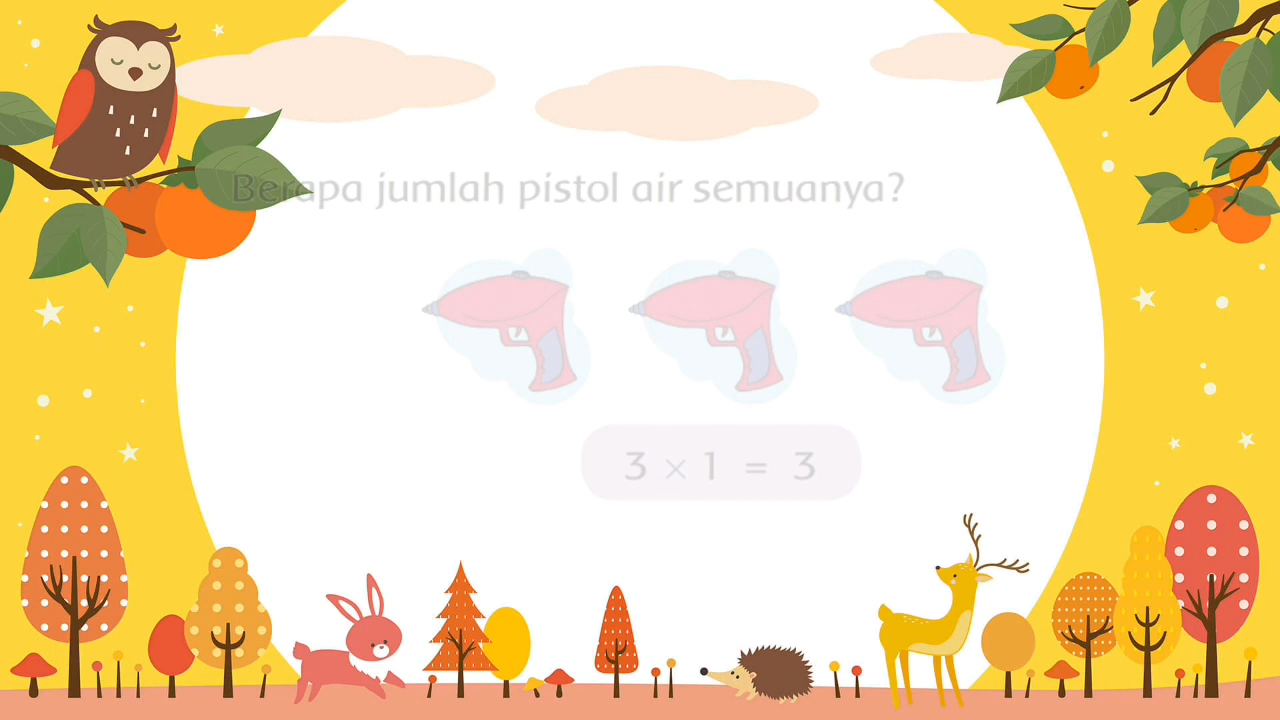 Berapa jumlah pistol air semuanya?
3 × 1 = 3